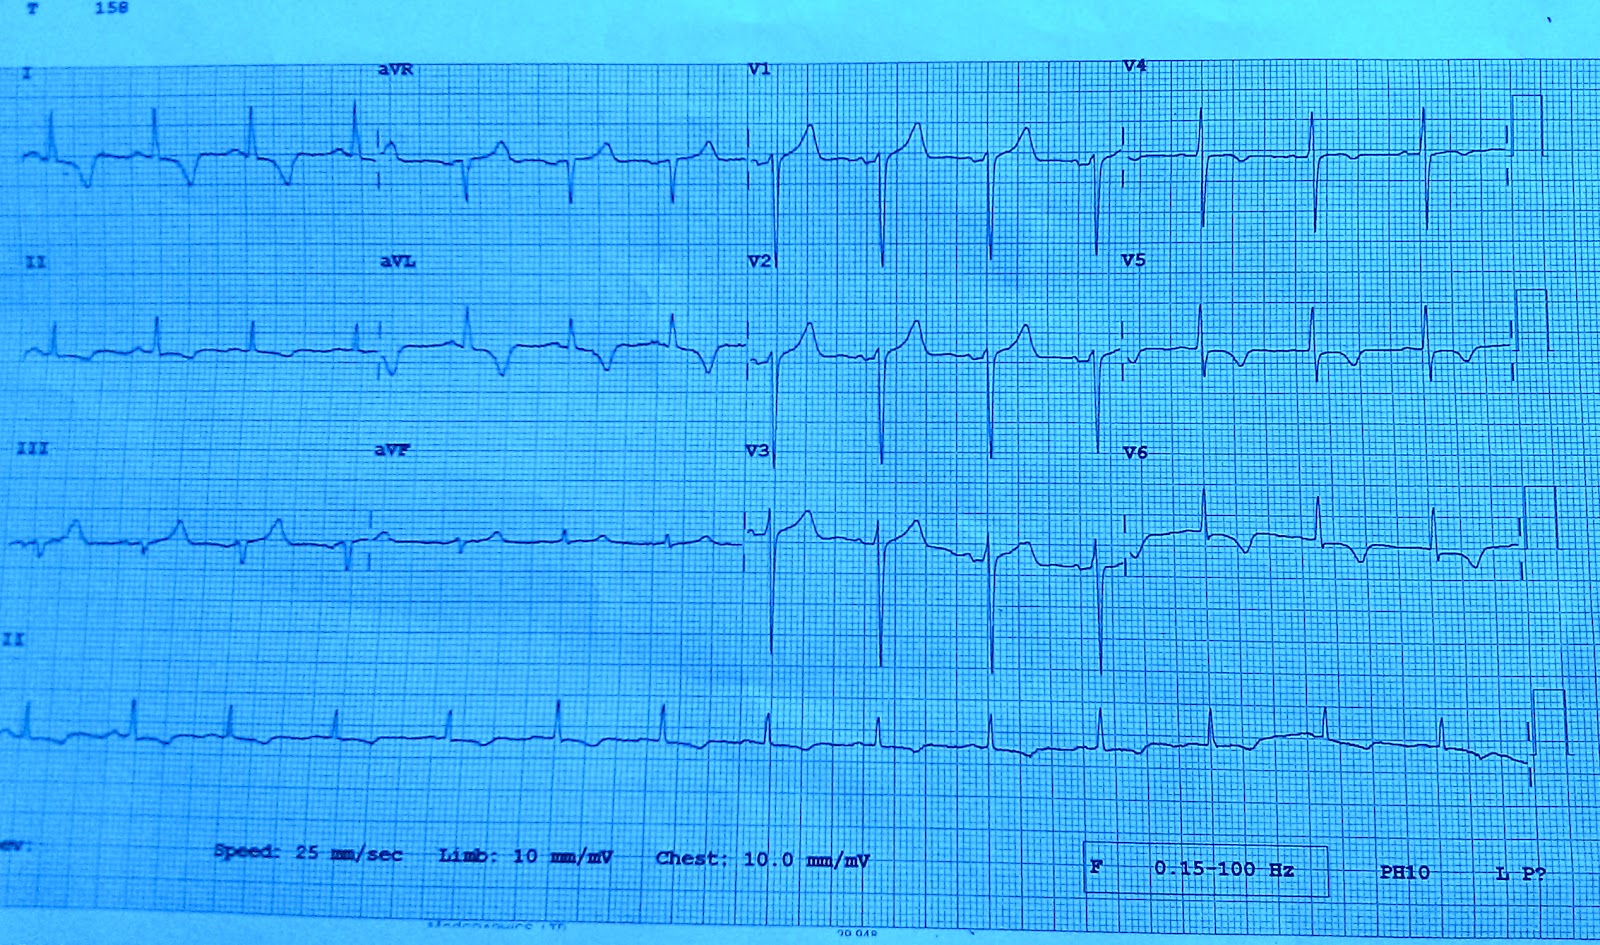 T 158
I aVR V1 V4
II aVL V2 V5
III aVF V3 V6
II
ev: Speed: 25 mm/sec Limb: 10 mm/mV Chest: 10.0 mm/mV F 0.15-100 Hz PH10 L P?